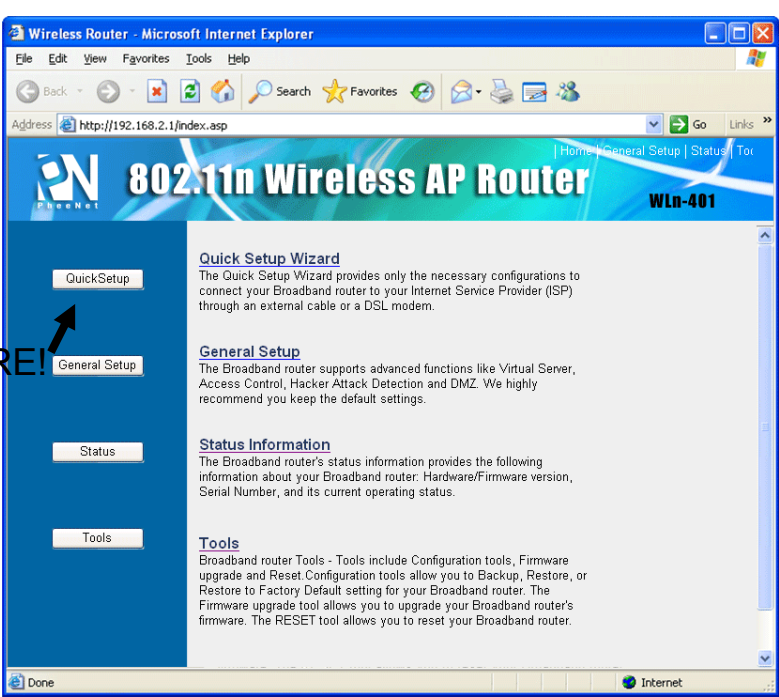 Wireless Router - Microsoft Internet Explorer
File Edit View Favorites Tools Help
Back Search Favorites
Address http://192.168.2.1/index.asp Go Links »
| Home | General Setup | Status | Too
PheeNet
802.11n Wireless AP Router
WLn-401
QuickSetup
Quick Setup Wizard
The Quick Setup Wizard provides only the necessary configurations to
connect your Broadband router to your Internet Service Provider (ISP)
through an external cable or a DSL modem.
RE!
General Setup
General Setup
The Broadband router supports advanced functions like Virtual Server,
Access Control, Hacker Attack Detection and DMZ. We highly
recommend you keep the default settings.
Status
Status Information
The Broadband router's status information provides the following
information about your Broadband router: Hardware/Firmware version,
Serial Number, and its current operating status.
Tools
Tools
Broadband router Tools - Tools include Configuration tools, Firmware
upgrade and Reset.Configuration tools allow you to Backup, Restore, or
Restore to Factory Default setting for your Broadband router. The
Firmware upgrade tool allows you to upgrade your Broadband router's
firmware. The RESET tool allows you to reset your Broadband router.
Done Internet